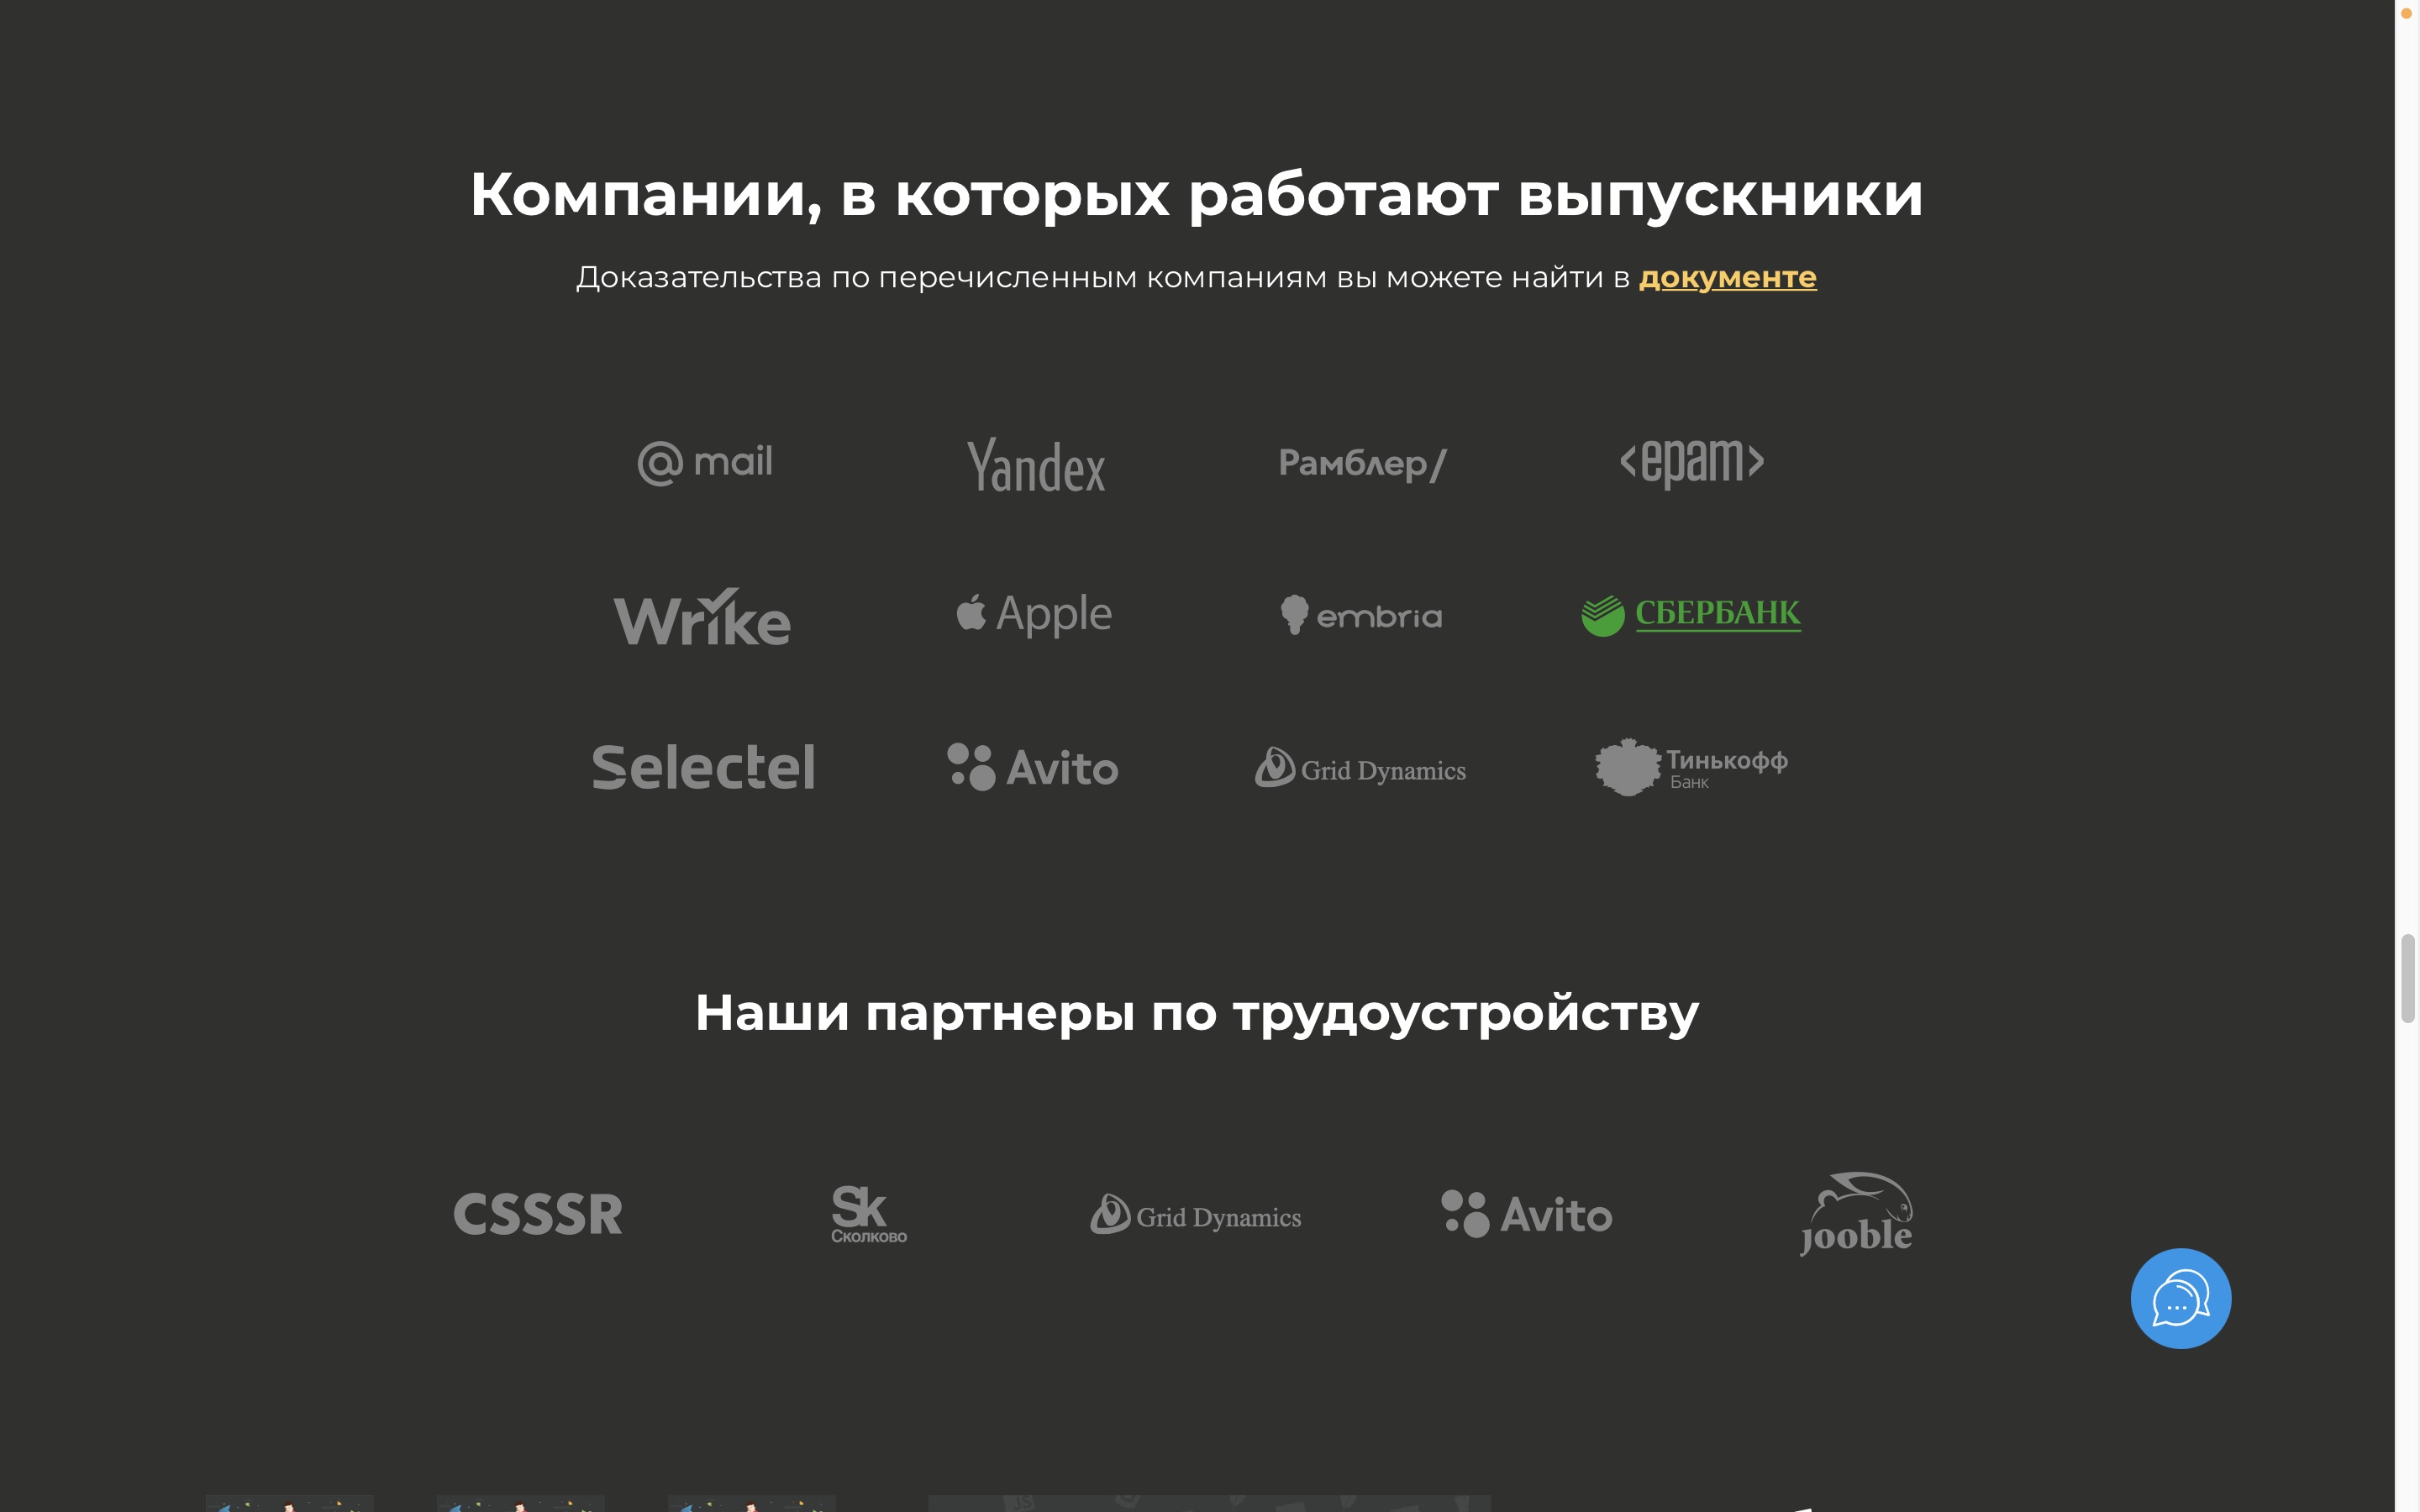 Компании, в которых работают выпускники
Доказательства по перечисленным компаниям вы можете найти в документе
@ mail
Yandex
Рамблер/
<epam>
Wrike
Apple
embria
СБЕРБАНК
Selectel
Avito
Grid Dynamics
Тинькофф
Банк
Наши партнеры по трудоустройству
CSSSR
Sk
Сколково
Grid Dynamics
Avito
jooble
JS